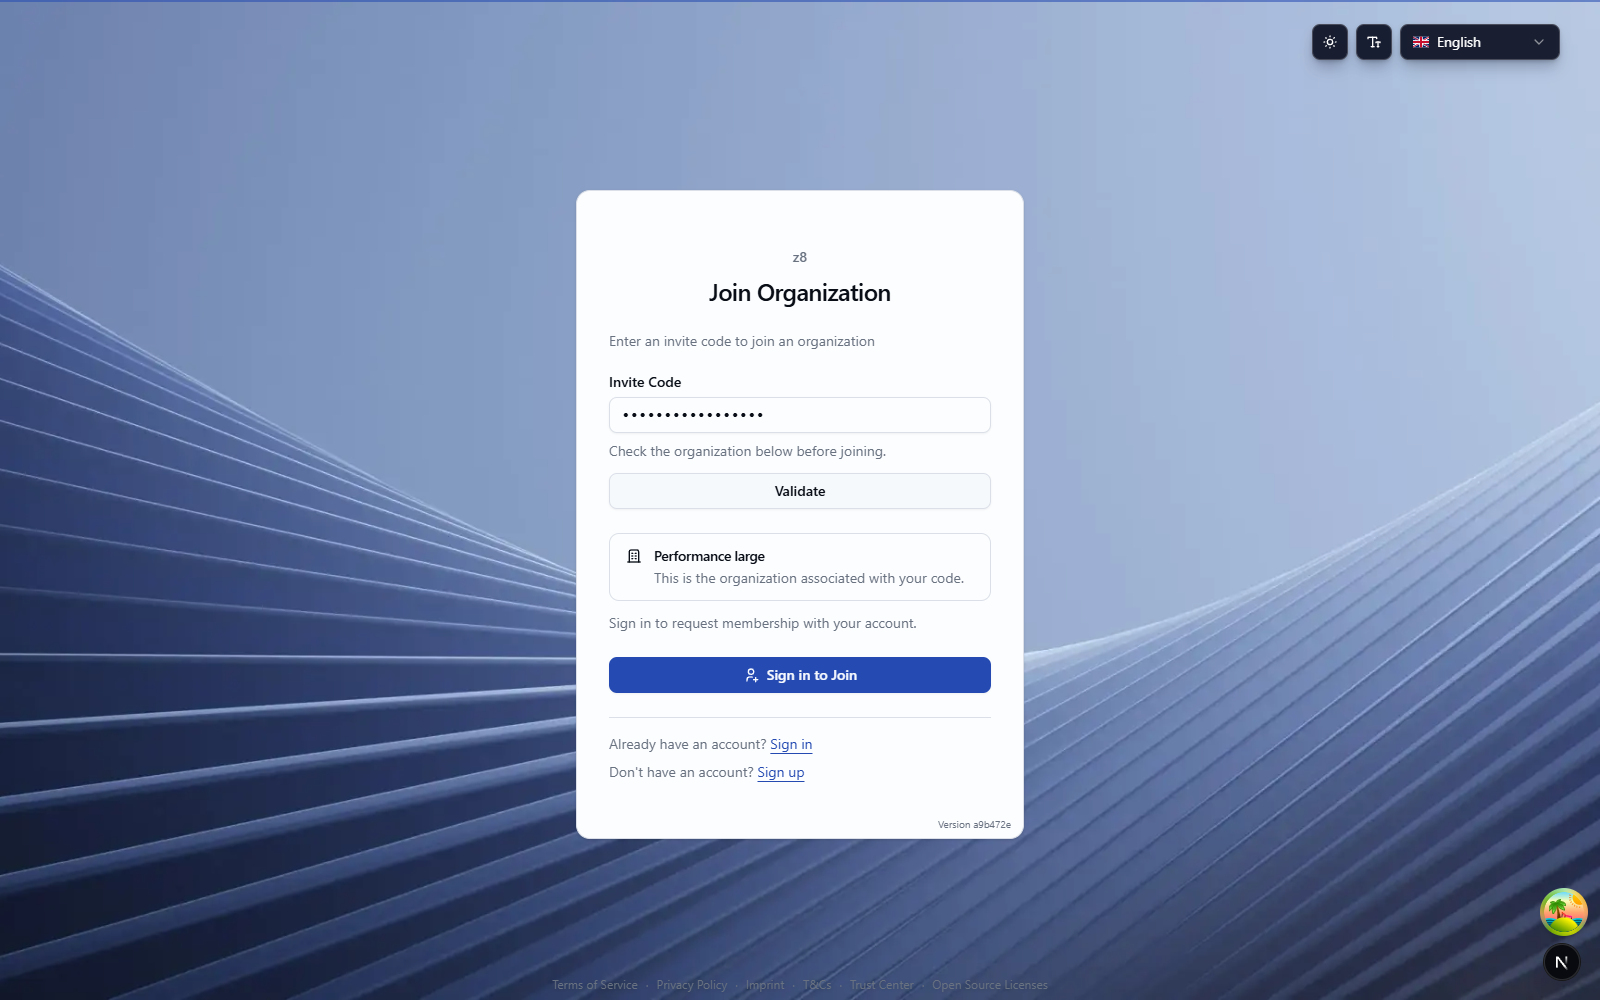 English
z8
Join Organization
Enter an invite code to join an organization
Invite Code
•••••••••••••••••
Check the organization below before joining.
Validate
Performance large
This is the organization associated with your code.
Sign in to request membership with your account.
Sign in to Join
Already have an account? Sign in
Don't have an account? Sign up
Version a9b472e
N
Terms of Service · Privacy Policy · Imprint · T&Cs · Trust Center · Open Source Licenses